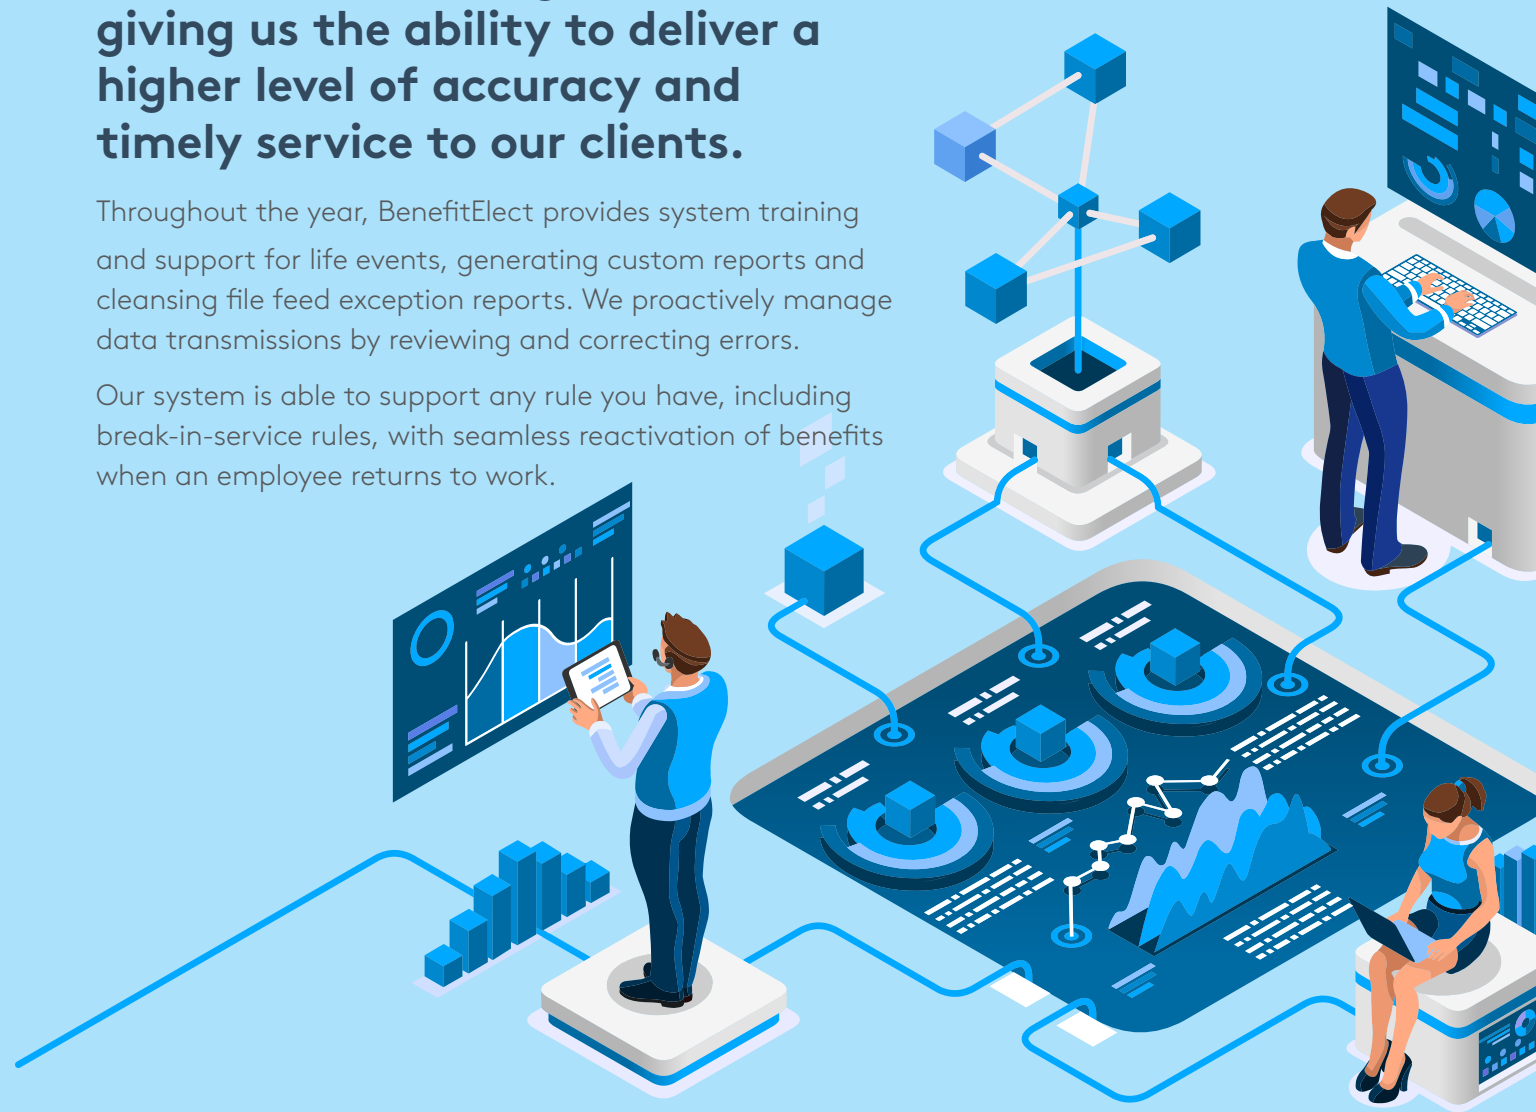 giving us the ability to deliver a
higher level of accuracy and
timely service to our clients.
Throughout the year, BenefitElect provides system training
and support for life events, generating custom reports and
cleansing file feed exception reports. We proactively manage
data transmissions by reviewing and correcting errors.
Our system is able to support any rule you have, including
break-in-service rules, with seamless reactivation of benefits
when an employee returns to work.